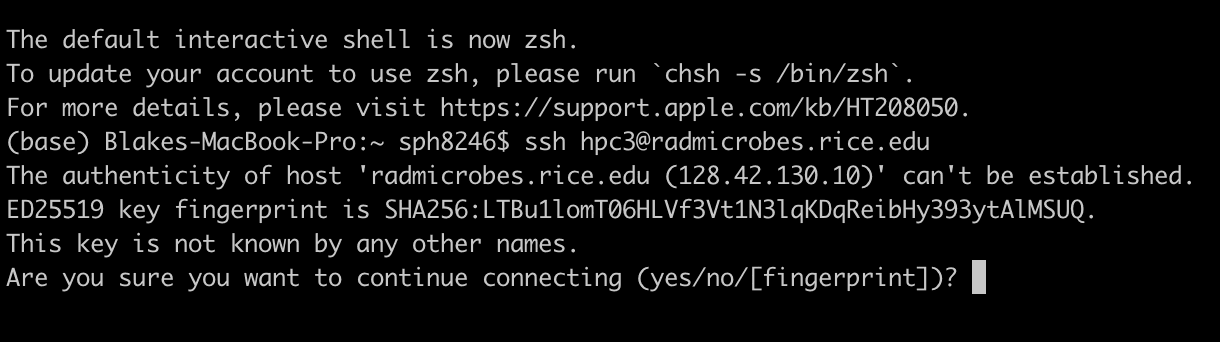 The default interactive shell is now zsh.
To update your account to use zsh, please run `chsh -s /bin/zsh`.
For more details, please visit https://support.apple.com/kb/HT208050.
(base) Blakes-MacBook-Pro:~ sph8246$ ssh hpc3@radmicrobes.rice.edu
The authenticity of host 'radmicrobes.rice.edu (128.42.130.10)' can't be established.
ED25519 key fingerprint is SHA256:LTBu1lomT06HLVf3Vt1N3lqKDqReibHy393ytAlMSUQ.
This key is not known by any other names.
Are you sure you want to continue connecting (yes/no/[fingerprint])?